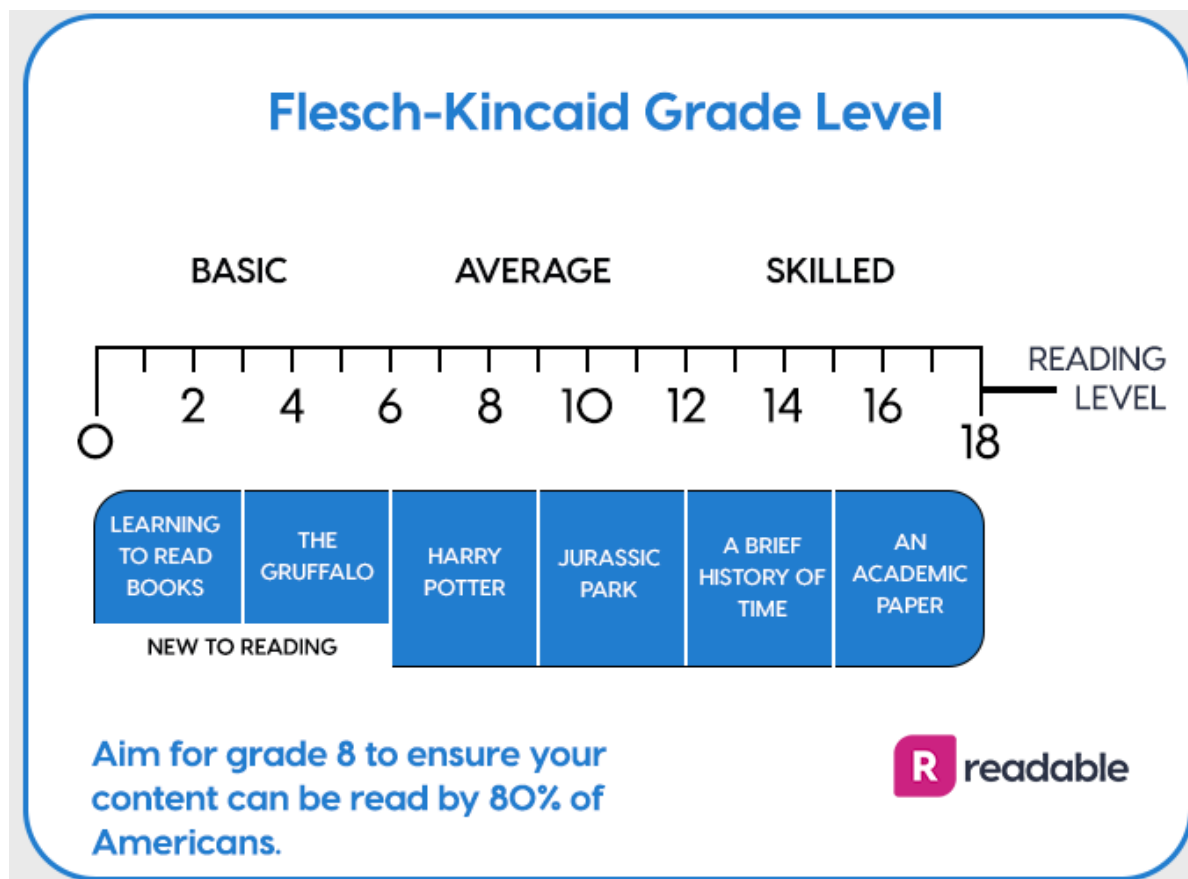 Flesch-Kincaid Grade Level
BASIC AVERAGE SKILLED
READING
LEVEL
0 2 4 6 8 10 12 14 16 18
LEARNING
TO READ
BOOKS
THE
GRUFFALO
HARRY
POTTER
JURASSIC
PARK
A BRIEF
HISTORY OF
TIME
AN
ACADEMIC
PAPER
NEW TO READING
Aim for grade 8 to ensure your
content can be read by 80% of
Americans.
R readable